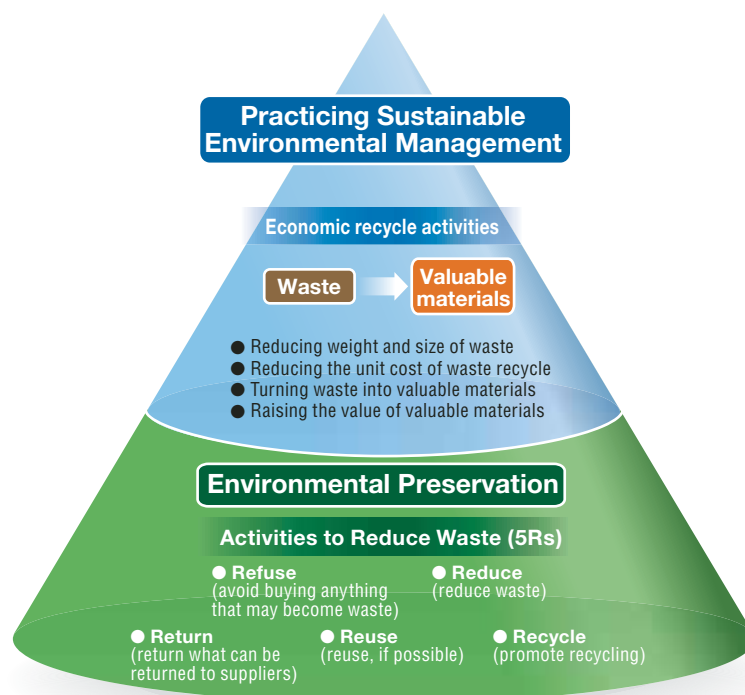 Practicing Sustainable
Environmental Management
Economic recycle activities
Waste
Valuable
materials
● Reducing weight and size of waste
● Reducing the unit cost of waste recycle
● Turning waste into valuable materials
● Raising the value of valuable materials
Environmental Preservation
Activities to Reduce Waste (5Rs)
● Refuse
(avoid buying anything
that may become waste)
● Reduce
(reduce waste)
● Return
(return what can be
returned to suppliers)
● Reuse
(reuse, if possible)
● Recycle
(promote recycling)